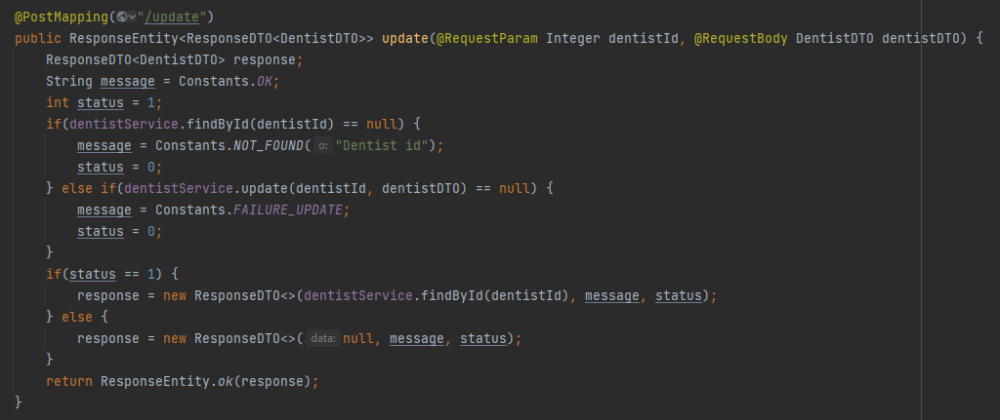 @PostMapping("/update")
public ResponseEntity<ResponseDTO<DentistDTO>> update(@RequestParam Integer dentistId, @RequestBody DentistDTO dentistDTO) {
    ResponseDTO<DentistDTO> response;
    String message = Constants.OK;
    int status = 1;
    if(dentistService.findById(dentistId) == null) {
        message = Constants.NOT_FOUND( o: "Dentist id");
        status = 0;
    } else if(dentistService.update(dentistId, dentistDTO) == null) {
        message = Constants.FAILURE_UPDATE;
        status = 0;
    }
    if(status == 1) {
        response = new ResponseDTO<>(dentistService.findById(dentistId), message, status);
    } else {
        response = new ResponseDTO<>( data: null, message, status);
    }
    return ResponseEntity.ok(response);
}